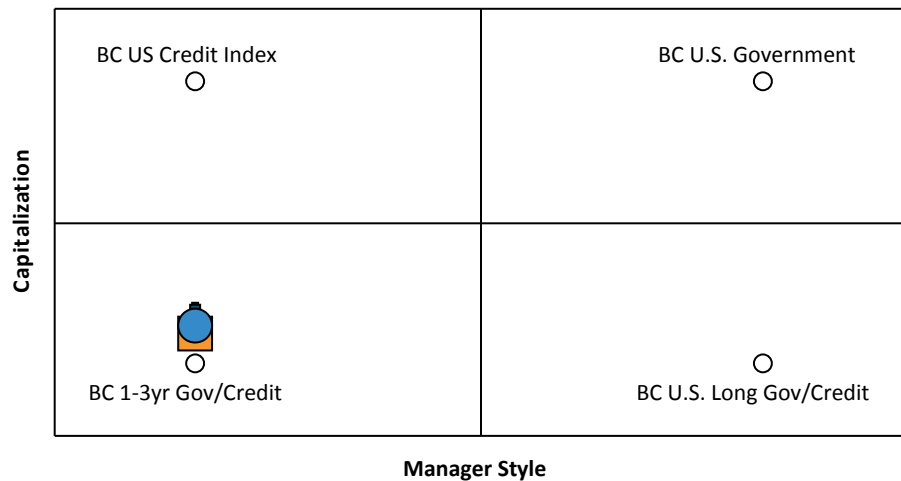 BC US Credit Index
BC U.S. Government
Capitalization
BC 1-3yr Gov/Credit
BC U.S. Long Gov/Credit
Manager Style